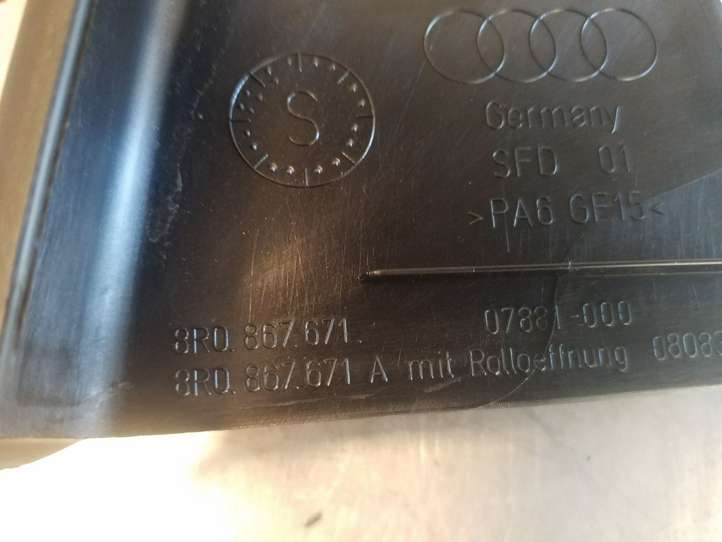 S
Germany
SFD 01
>PA6 GF15<
8R0.867.671. 07881-000
8R0.867.671 A mit Rolloeffnung